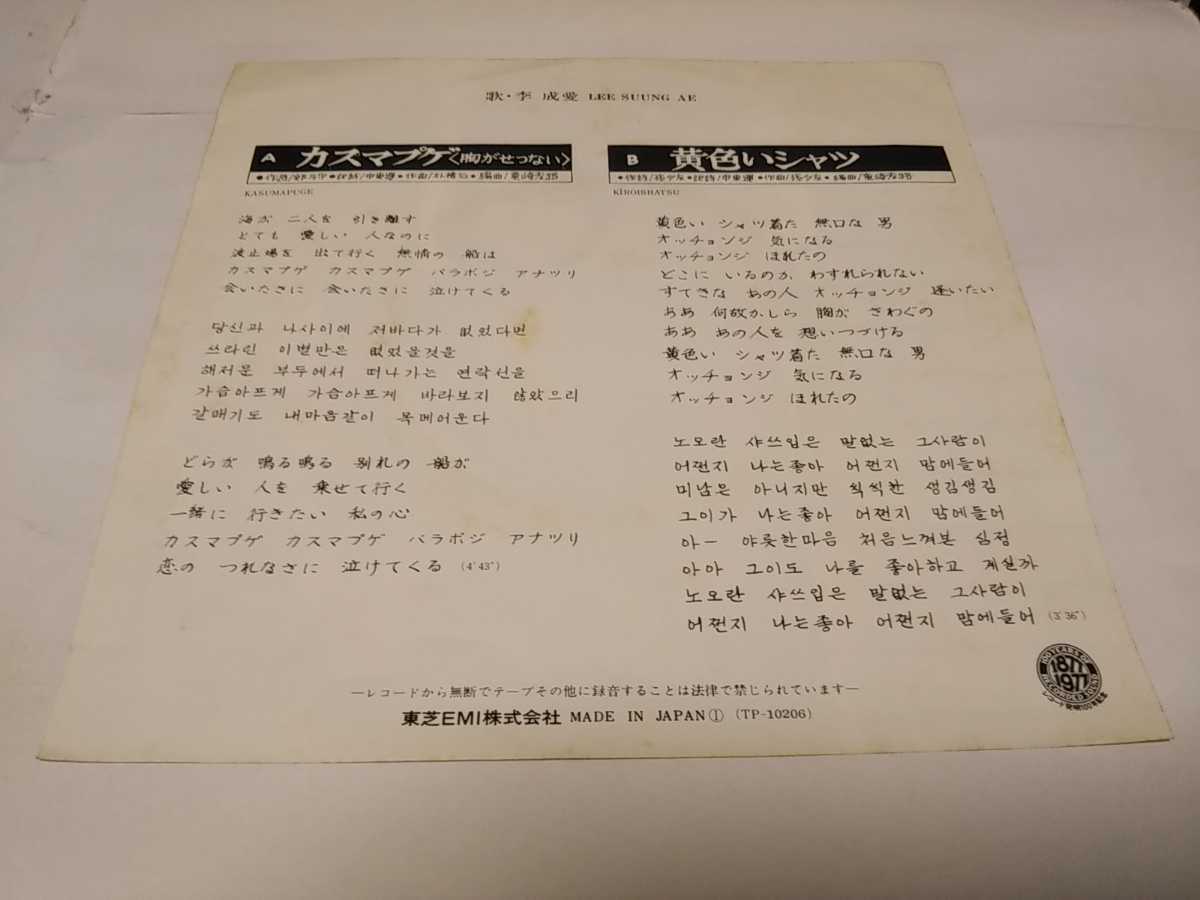 歌・李 成愛 LEE SUUNG AE
A カスマプゲ〈胸がせつない〉
KASUMAPUGE
海が 二人を 引き離す
とても 愛しい 人なのに
波止場を 出て行く 無情の 船は
カスマプゲ カスマプゲ バラボジ アナツリ
会いたさに 会いたさに 泣けてくる
당신과 나사이에 저바다가 없었다면
쓰라린 이별만은 없었을것을
해저문 부두에서 떠나가는 연락선을
가슴아프게 가슴아프게 바라보지 않았으리
갈매기도 내마음같이 목메어운다
どらが 鳴る鳴る 別れの 船が
愛しい 人を 乗せて行く
一緒に 行きたい 私の心
カスマプゲ カスマプゲ バラボジ アナツリ
恋の つれなさに 泣けてくる (4'43")
B 黄色いシャツ
KIROISHATSU
黄色い シャツ着た 無口な 男
オッチョンジ 気になる
オッチョンジ ほれたの
どこに いるのか わすれられない
すてきな あの人 オッチョンジ 逢いたい
ああ 何故かしら 胸が さわぐの
ああ あの人を 想いつづける
黄色い シャツ着た 無口な 男
オッチョンジ 気になる
オッチョンジ ほれたの
노오란 샤쓰입은 말없는 그사람이
어쩐지 나는좋아 어쩐지 맘에들어
미남은 아니지만 씩씩한 생김생김
그이가 나는좋아 어쩐지 맘에들어
아ー 야릇한마음 처음느껴본 심정
아아 그이도 나를 좋아하고 계실까
노오란 샤쓰입은 말없는 그사람이
어쩐지 나는좋아 어쩐지 맘에들어 (3'36")
100 YEARS OF
1877
1977
RECORDED SOUND
レコード発明100年記念
—レコードから無断でテープその他に録音することは法律で禁じられています—
東芝EMI株式会社 MADE IN JAPAN Ⓘ (TP-10206)